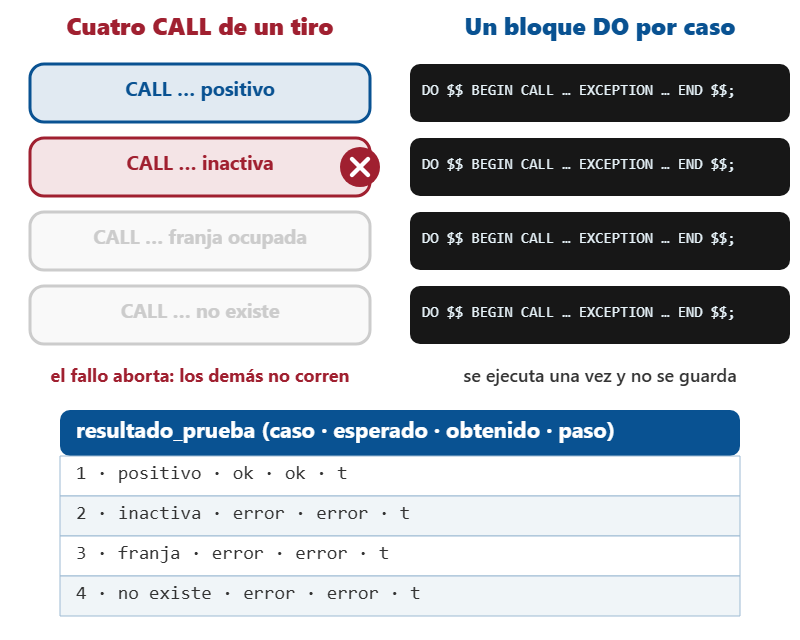 Cuatro CALL de un tiro
CALL … positivo
CALL … inactiva
CALL … franja ocupada
CALL … no existe
el fallo aborta: los demás no corren
Un bloque DO por caso
DO $$ BEGIN CALL … EXCEPTION … END $$;
DO $$ BEGIN CALL … EXCEPTION … END $$;
DO $$ BEGIN CALL … EXCEPTION … END $$;
DO $$ BEGIN CALL … EXCEPTION … END $$;
se ejecuta una vez y no se guarda
resultado_prueba (caso · esperado · obtenido · paso)
1 · positivo · ok · ok · t
2 · inactiva · error · error · t
3 · franja · error · error · t
4 · no existe · error · error · t